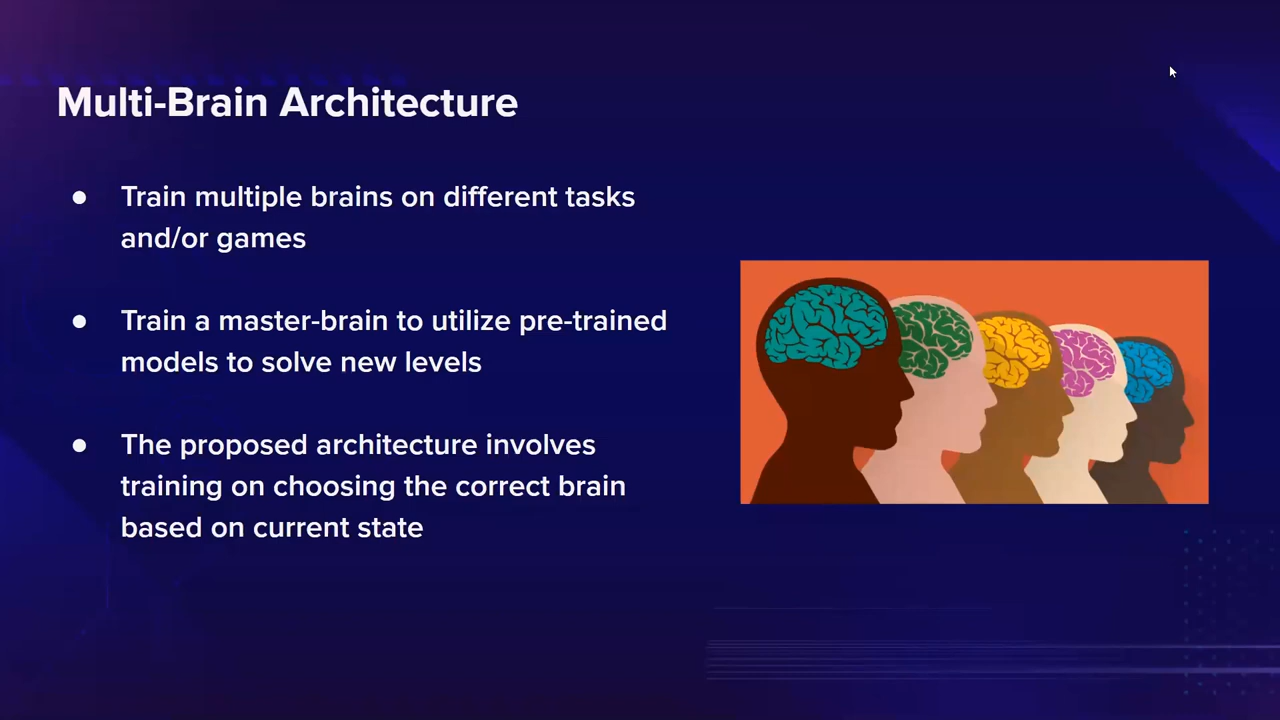 Multi-Brain Architecture
● Train multiple brains on different tasks
and/or games
● Train a master-brain to utilize pre-trained
models to solve new levels
● The proposed architecture involves
training on choosing the correct brain
based on current state